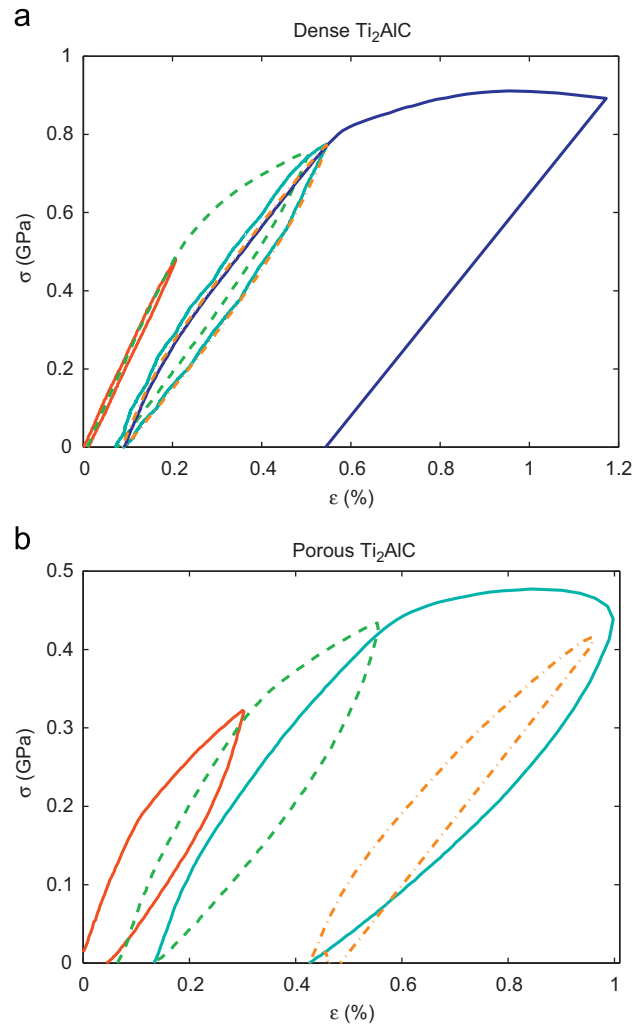 a
Dense Ti₂AlC
1
0.8
0.6
0.4
0.2
0
σ (GPa)
0 0.2 0.4 0.6 0.8 1 1.2
ε (%)
b
Porous Ti₂AlC
0.5
0.4
0.3
0.2
0.1
0
σ (GPa)
0 0.2 0.4 0.6 0.8 1
ε (%)